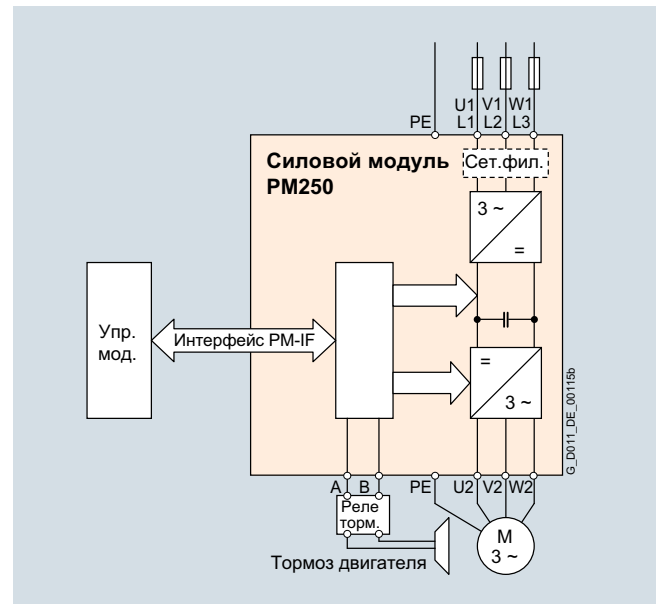 U1 V1 W1
PE L1 L2 L3
Силовой модуль
PM250
Сет.фил.
3 ~
=
Упр.
мод.
Интерфейс PM-IF
=
3 ~
G_D011_DE_00115b
A B PE U2 V2 W2
Реле
торм.
M
3 ~
Тормоз двигателя